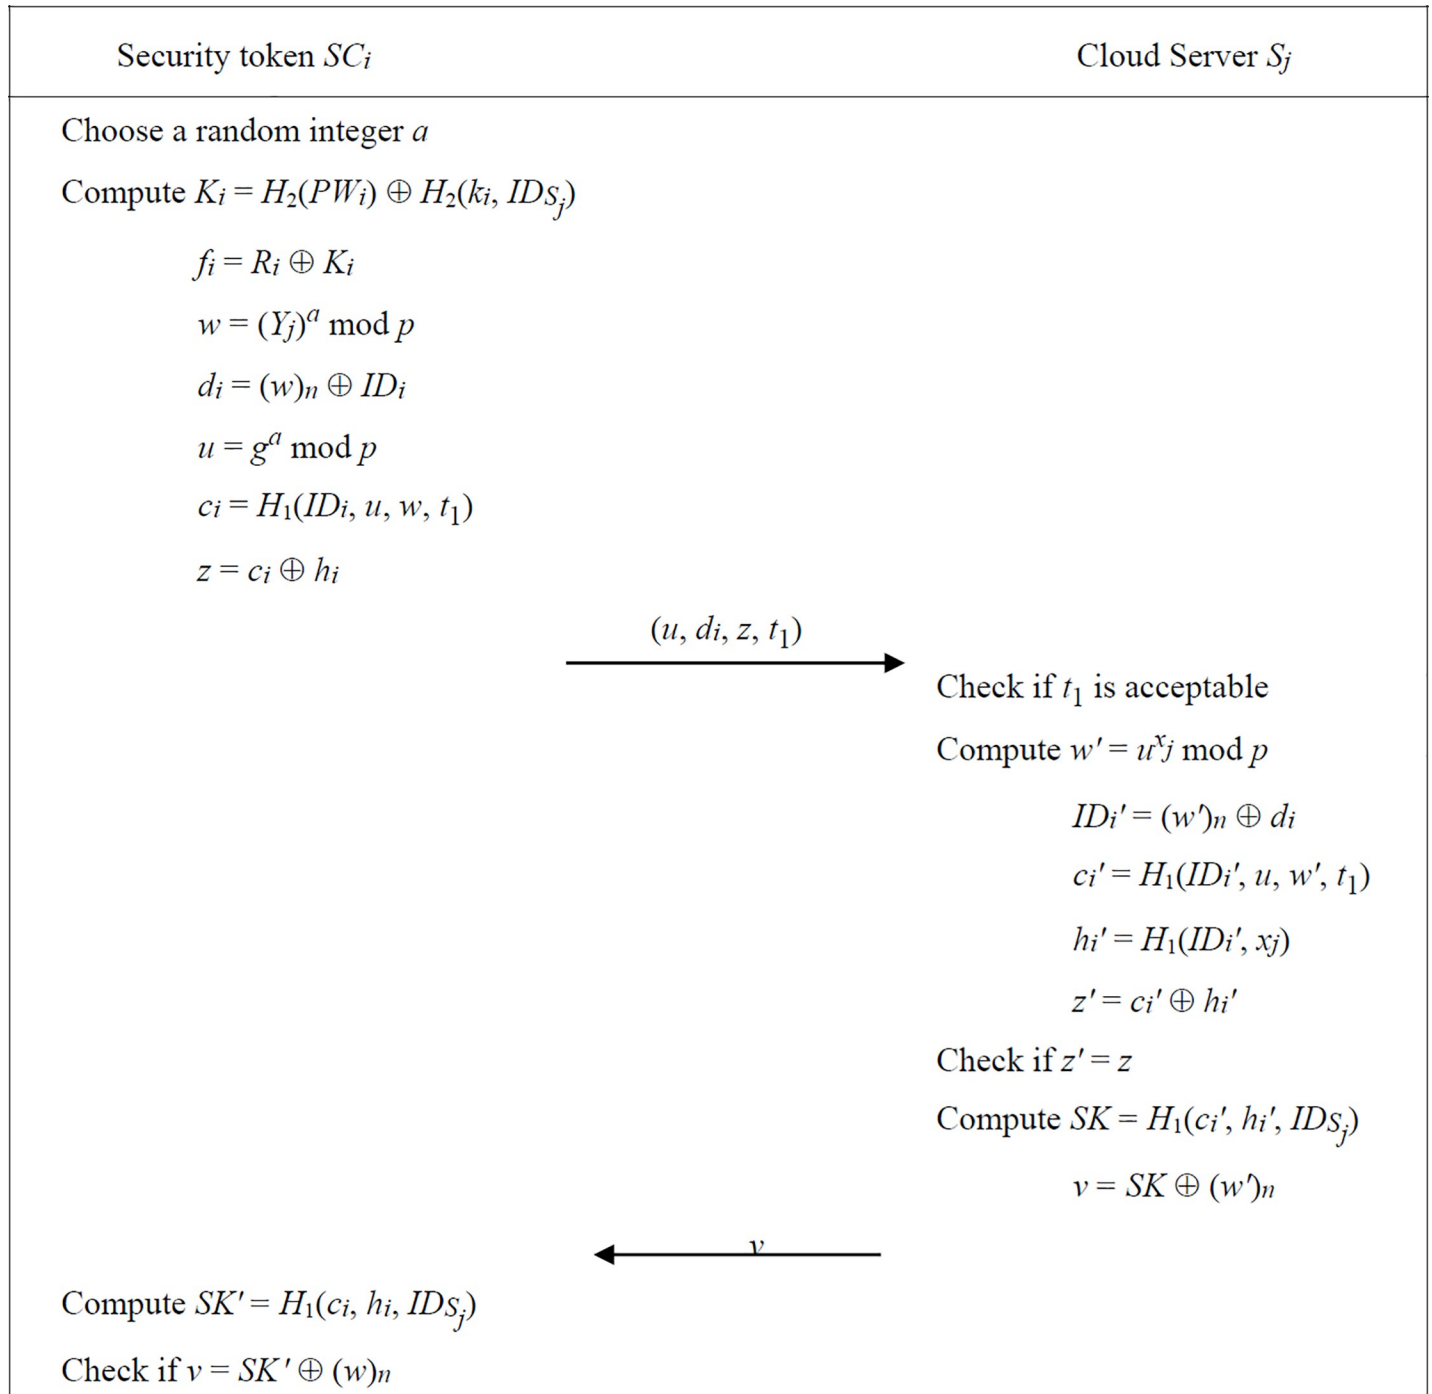 Security token SCᵢ Cloud Server Sⱼ
Choose a random integer a
Compute Kᵢ = H₂(PWᵢ) ⊕ H₂(kᵢ, IDSⱼ)
fᵢ = Rᵢ ⊕ Kᵢ
w = (Yⱼ)ᵃ mod p
dᵢ = (w)ₙ ⊕ IDᵢ
u = gᵃ mod p
cᵢ = H₁(IDᵢ, u, w, t₁)
z = cᵢ ⊕ hᵢ
(u, dᵢ, z, t₁)
Check if t₁ is acceptable
Compute w' = uˣⱼ mod p
IDᵢ' = (w')ₙ ⊕ dᵢ
cᵢ' = H₁(IDᵢ', u, w', t₁)
hᵢ' = H₁(IDᵢ', xⱼ)
z' = cᵢ' ⊕ hᵢ'
Check if z' = z
Compute SK = H₁(cᵢ', hᵢ', IDSⱼ)
v = SK ⊕ (w')ₙ
v
Compute SK' = H₁(cᵢ, hᵢ, IDSⱼ)
Check if v = SK' ⊕ (w)ₙ